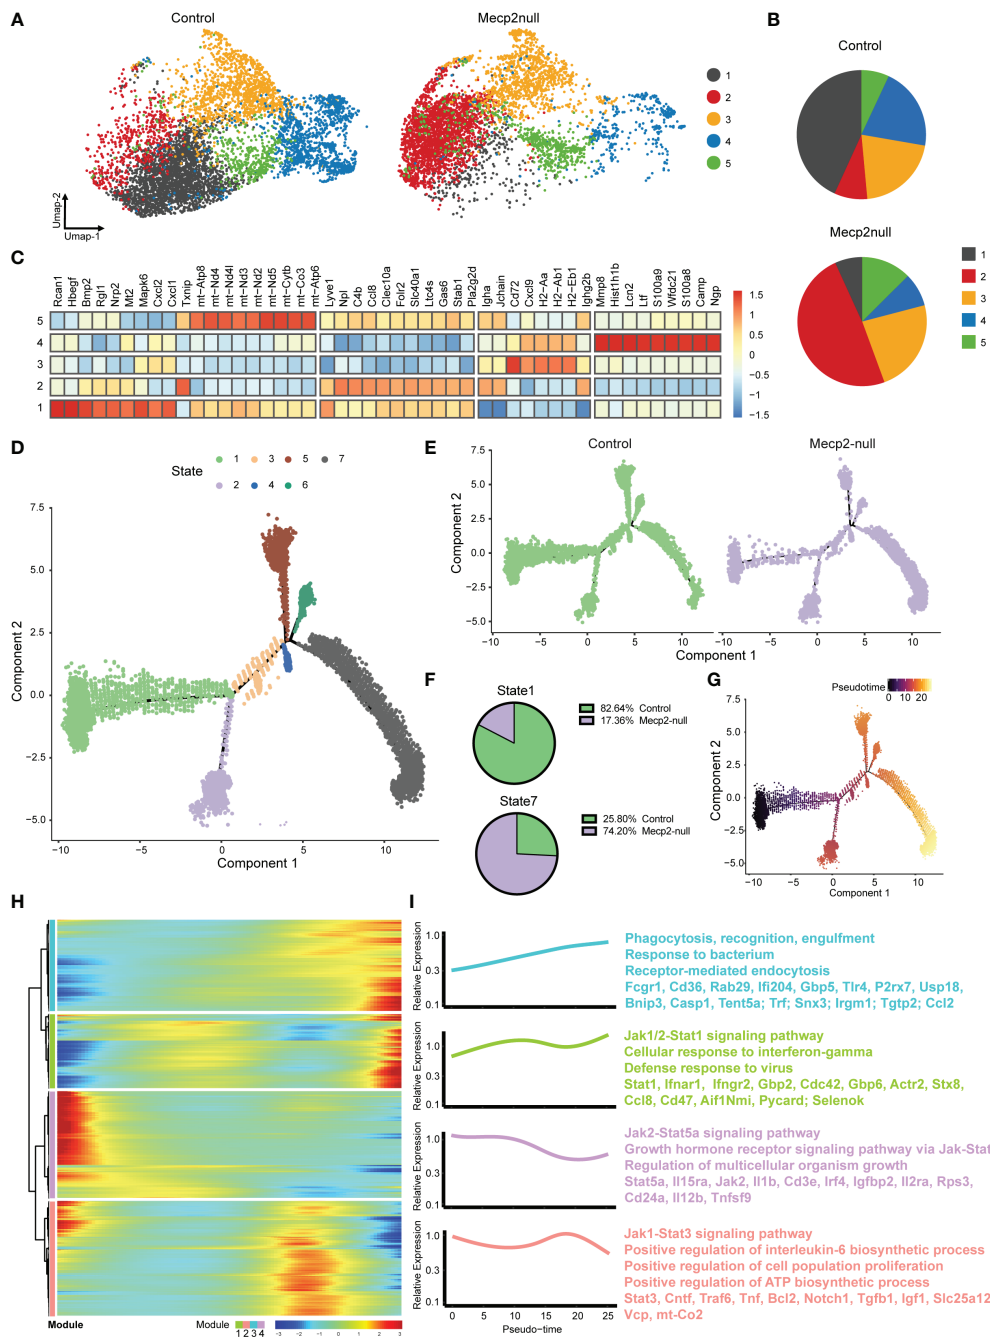 A
Control
Mecp2null
1
2
3
4
5
Umap-2
Umap-1
B
Control
Mecp2null
1
2
3
4
5
C
Rcan1
Hbegf
Bmp2
Rgl1
Nrp2
Mt2
Mapk6
Cxcl2
Cxcl1
Txnip
mt-Atp8
mt-Nd4
mt-Nd4l
mt-Nd3
mt-Nd2
mt-Nd5
mt-Cytb
mt-Co3
mt-Atp6
Lyve1
Npl
C4b
Ccl8
Clec10a
Folr2
Slc40a1
Ltc4s
Gas6
Stab1
Pla2g2d
Igha
Jchain
Cd72
Cxcl9
H2-Aa
H2-Ab1
H2-Eb1
Ighg2b
Mmp8
Hist1h1b
Lcn2
Ltf
S100a9
Wfdc21
S100a8
Camp
Ngp
5
4
3
2
1
1.5
1
0.5
0
−0.5
−1
−1.5
D
State
1 3 5 7
2 4 6
7.5
5.0
2.5
0.0
−2.5
−5.0
Component 2
−10 −5 0 5 10
Component 1
E
Control
Mecp2-null
7.5
5.0
2.5
0.0
−2.5
−5.0
Component 2
−10 −5 0 5 10 −10 −5 0 5 10
Component 1
F
State1
82.64% Control
17.36% Mecp2-null
State7
25.80% Control
74.20% Mecp2-null
G
Pseudotime
0 10 20
7.5
5.0
2.5
0.0
−2.5
−5.0
Component 2
−10 −5 0 5 10
Component 1
H
Module
Module
1 2 3 4
−3 −2 −1 0 1 2 3
I
Relative Expression
1.0
0.3
0.1
Phagocytosis, recognition, engulfment
Response to bacterium
Receptor-mediated endocytosis
Fcgr1, Cd36, Rab29, Ifi204, Gbp5, Tlr4, P2rx7, Usp18,
Bnip3, Casp1, Tent5a; Trf; Snx3; Irgm1; Tgtp2; Ccl2
Relative Expression
1.0
0.3
0.1
Jak1/2-Stat1 signaling pathway
Cellular response to interferon-gamma
Defense response to virus
Stat1, Ifnar1, Ifngr2, Gbp2, Cdc42, Gbp6, Actr2, Stx8,
Ccl8, Cd47, Aif1Nmi, Pycard; Selenok
Relative Expression
1.0
0.3
0.1
Jak2-Stat5a signaling pathway
Growth hormone receptor signaling pathway via Jak-Stat
Regulation of multicellular organism growth
Stat5a, Il15ra, Jak2, Il1b, Cd3e, Irf4, Igfbp2, Il2ra, Rps3,
Cd24a, Il12b, Tnfsf9
Relative Expression
1.0
0.3
0.1
Jak1-Stat3 signaling pathway
Positive regulation of interleukin-6 biosynthetic process
Positive regulation of cell population proliferation
Positive regulation of ATP biosynthetic process
Stat3, Cntf, Traf6, Tnf, Bcl2, Notch1, Tgfb1, Igf1, Slc25a12
Vcp, mt-Co2
0 5 10 15 20 25
Pseudo-time